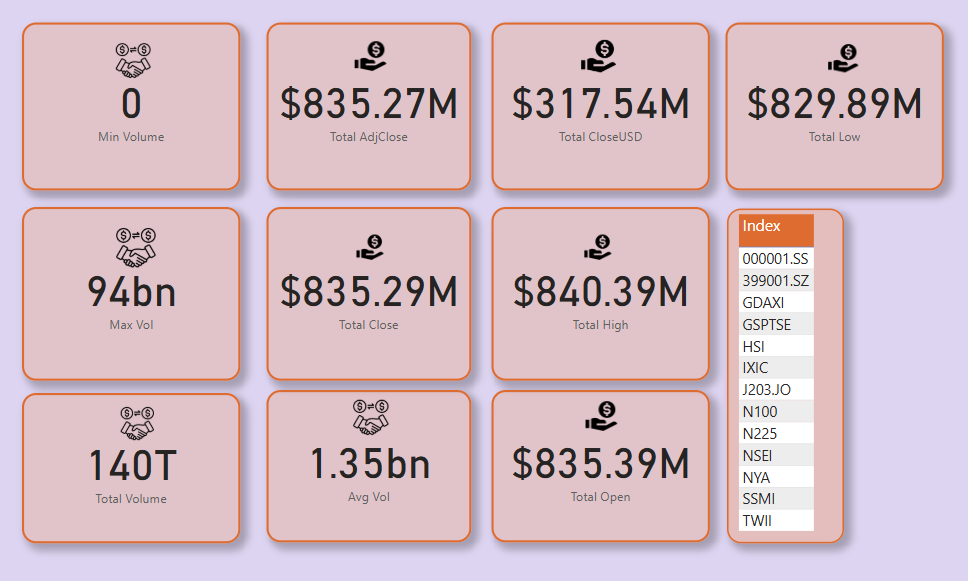 0
Min Volume
$835.27M
Total AdjClose
$317.54M
Total CloseUSD
$829.89M
Total Low
94bn
Max Vol
$835.29M
Total Close
$840.39M
Total High
140T
Total Volume
1.35bn
Avg Vol
$835.39M
Total Open
Index
000001.SS
399001.SZ
GDAXI
GSPTSE
HSI
IXIC
J203.JO
N100
N225
NSEI
NYA
SSMI
TWII